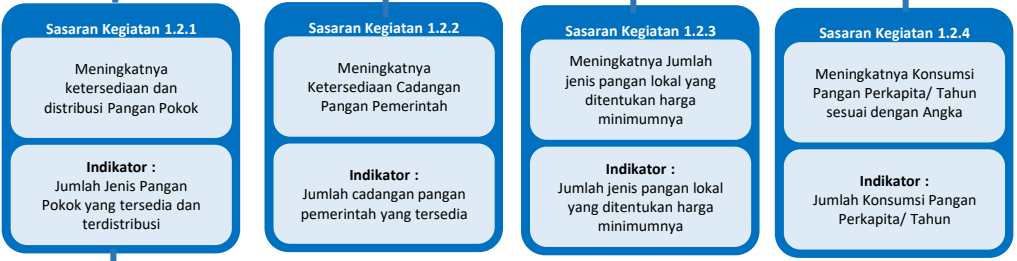 Sasaran Kegiatan 1.2.1
Meningkatnya
ketersediaan dan
distribusi Pangan Pokok
Indikator :
Jumlah Jenis Pangan
Pokok yang tersedia dan
terdistribusi
Sasaran Kegiatan 1.2.2
Meningkatnya
Ketersediaan Cadangan
Pangan Pemerintah
Indikator :
Jumlah cadangan pangan
pemerintah yang tersedia
Sasaran Kegiatan 1.2.3
Meningkatnya Jumlah
jenis pangan lokal yang
ditentukan harga
minimumnya
Indikator :
Jumlah jenis pangan lokal
yang ditentukan harga
minimumnya
Sasaran Kegiatan 1.2.4
Meningkatnya Konsumsi
Pangan Perkapita/ Tahun
sesuai dengan Angka
Indikator :
Jumlah Konsumsi Pangan
Perkapita/ Tahun